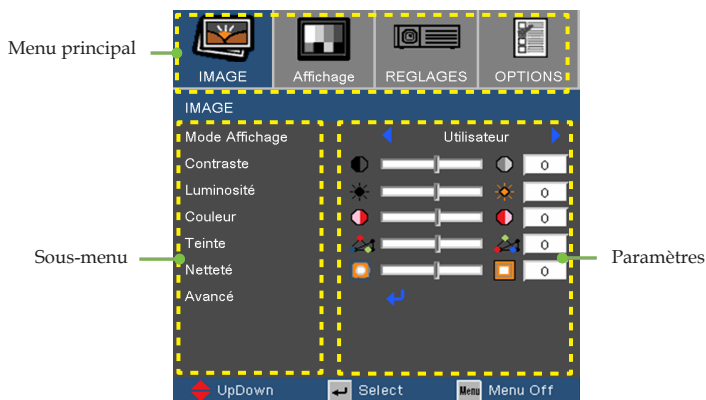 Menu principal
IMAGE Affichage REGLAGES OPTIONS
IMAGE
Mode Affichage Utilisateur
Contraste 0
Luminosité 0
Couleur 0
Teinte 0
Sous-menu Paramètres
Netteté 0
Avancé
UpDown Select Menu Menu Off